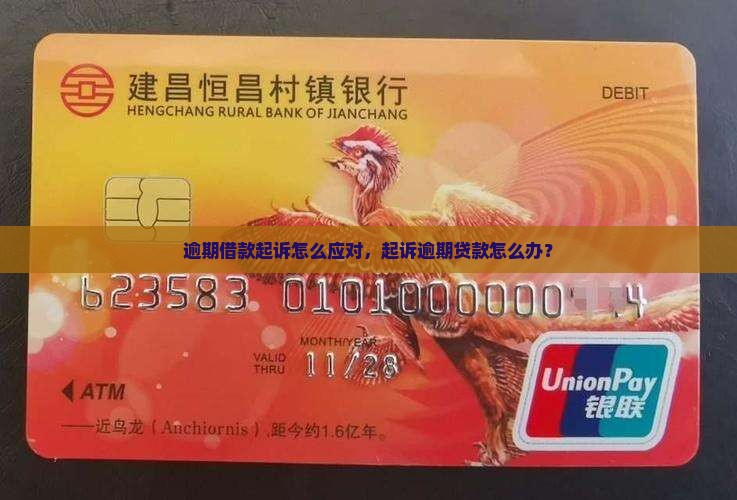 建昌恒昌村镇银行
HENGCHANG RURAL BANK OF JIANCHANG
DEBIT
逾期借款起诉怎么应对，起诉逾期贷款怎么办？
623583 0101000000 4
MONTH/YEAR
VALID THRU 11/28
ATM
UnionPay
银联
——近鸟龙（Anchiornis）,距今约1.6亿年。